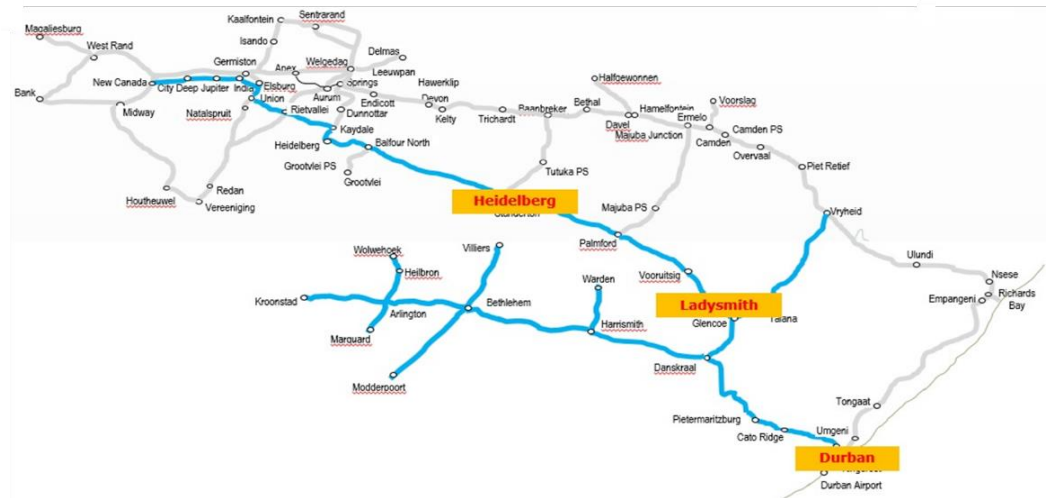 Magaliesburg
West Rand
Bank
New Canada
Midway
Kaalfontein
Sentrarand
Isando
Germiston
Apex
Welgedag
Delmas
Leeuwpan
City Deep
Jupiter
India
Elsburg
Union
Natalspruit
Rietvallei
Aurum
Springs
Dunnottar
Endicott
Hawerklip
Devon
Kelty
Trichardt
Baanbreker
Bethal
Halfgewonnen
Davel
Hamelfontein
Majuba Junction
Ermelo
Voorslag
Camden PS
Camden
Overvaal
Piet Retief
Kaydale
Heidelberg
Balfour North
Grootvlei PS
Grootvlei
Redan
Houtheuwel
Vereeniging
Tutuka PS
Heidelberg
Standerton
Majuba PS
Palmford
Vryheid
Vooruitsig
Ulundi
Nsese
Richards
Bay
Empangeni
Wolwehoek
Villiers
Heilbron
Kroonstad
Arlington
Bethlehem
Warden
Harrismith
Marquard
Modderpoort
Ladysmith
Glencoe
Talana
Danskraal
Tongaat
Pietermaritzburg
Cato Ridge
Umgeni
Durban
Durban Airport